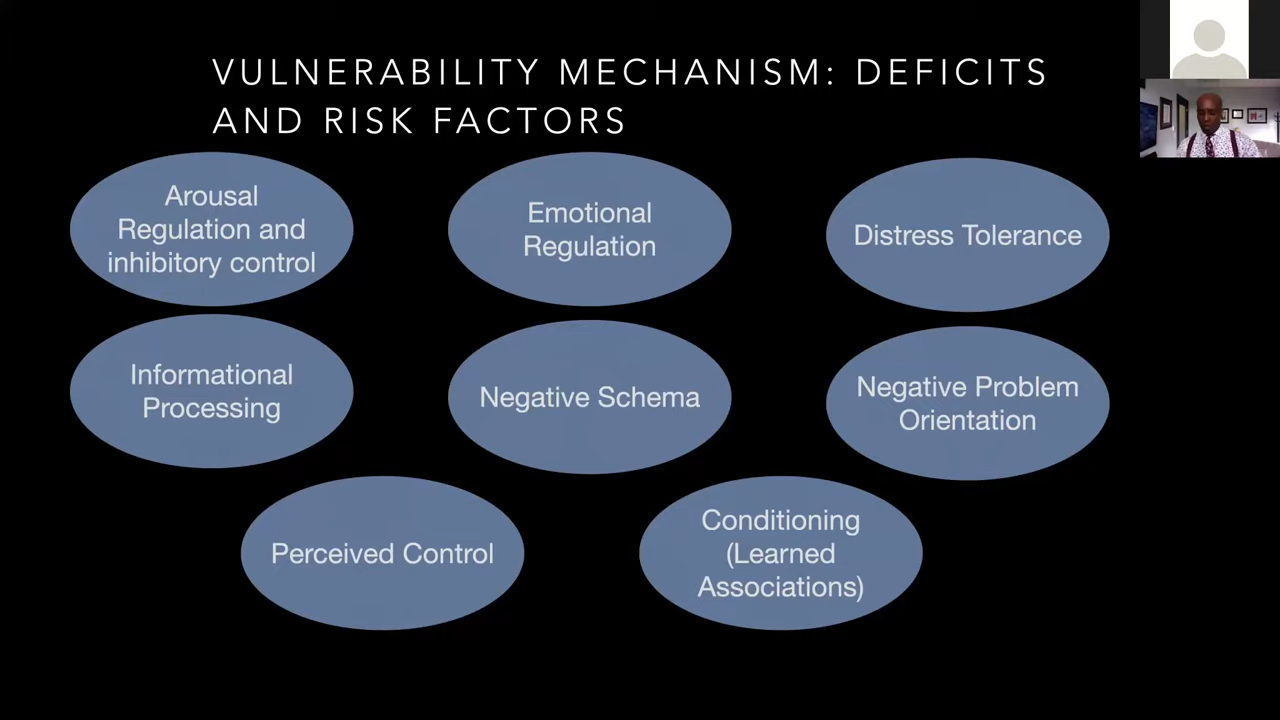 VULNERABILITY MECHANISM: DEFICITS
AND RISK FACTORS
Arousal
Regulation and
inhibitory control
Emotional
Regulation
Distress Tolerance
Informational
Processing
Negative Schema
Negative Problem
Orientation
Perceived Control
Conditioning
(Learned
Associations)